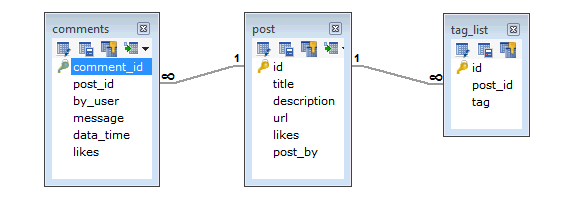 comments
comment_id
post_id
by_user
message
data_time
likes
∞
1
post
id
title
description
url
likes
post_by
1
∞
tag_list
id
post_id
tag